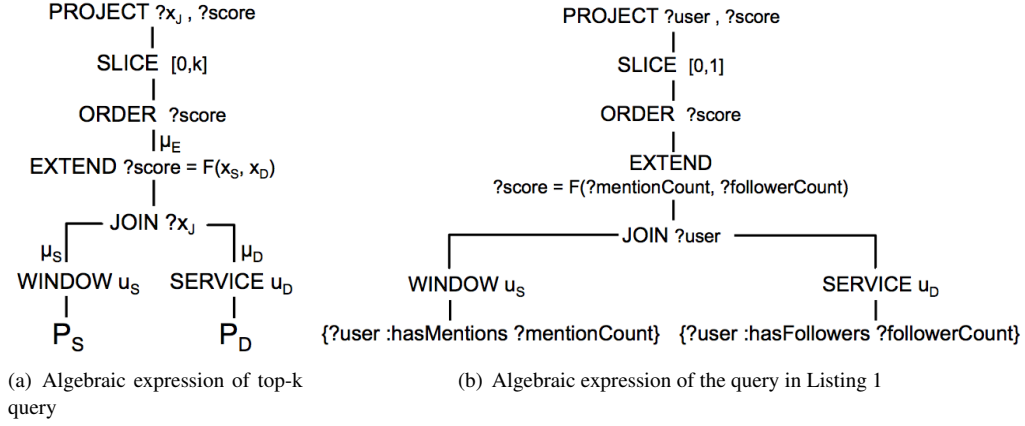 PROJECT ?xJ , ?score
SLICE [0,k]
ORDER ?score
μE
EXTEND ?score = F(xS, xD)
JOIN ?xJ
μS
μD
WINDOW uS
SERVICE uD
PS
PD
(a) Algebraic expression of top-k
query
PROJECT ?user , ?score
SLICE [0,1]
ORDER ?score
EXTEND
?score = F(?mentionCount, ?followerCount)
JOIN ?user
WINDOW uS
SERVICE uD
{?user :hasMentions ?mentionCount}
{?user :hasFollowers ?followerCount}
(b) Algebraic expression of the query in Listing 1